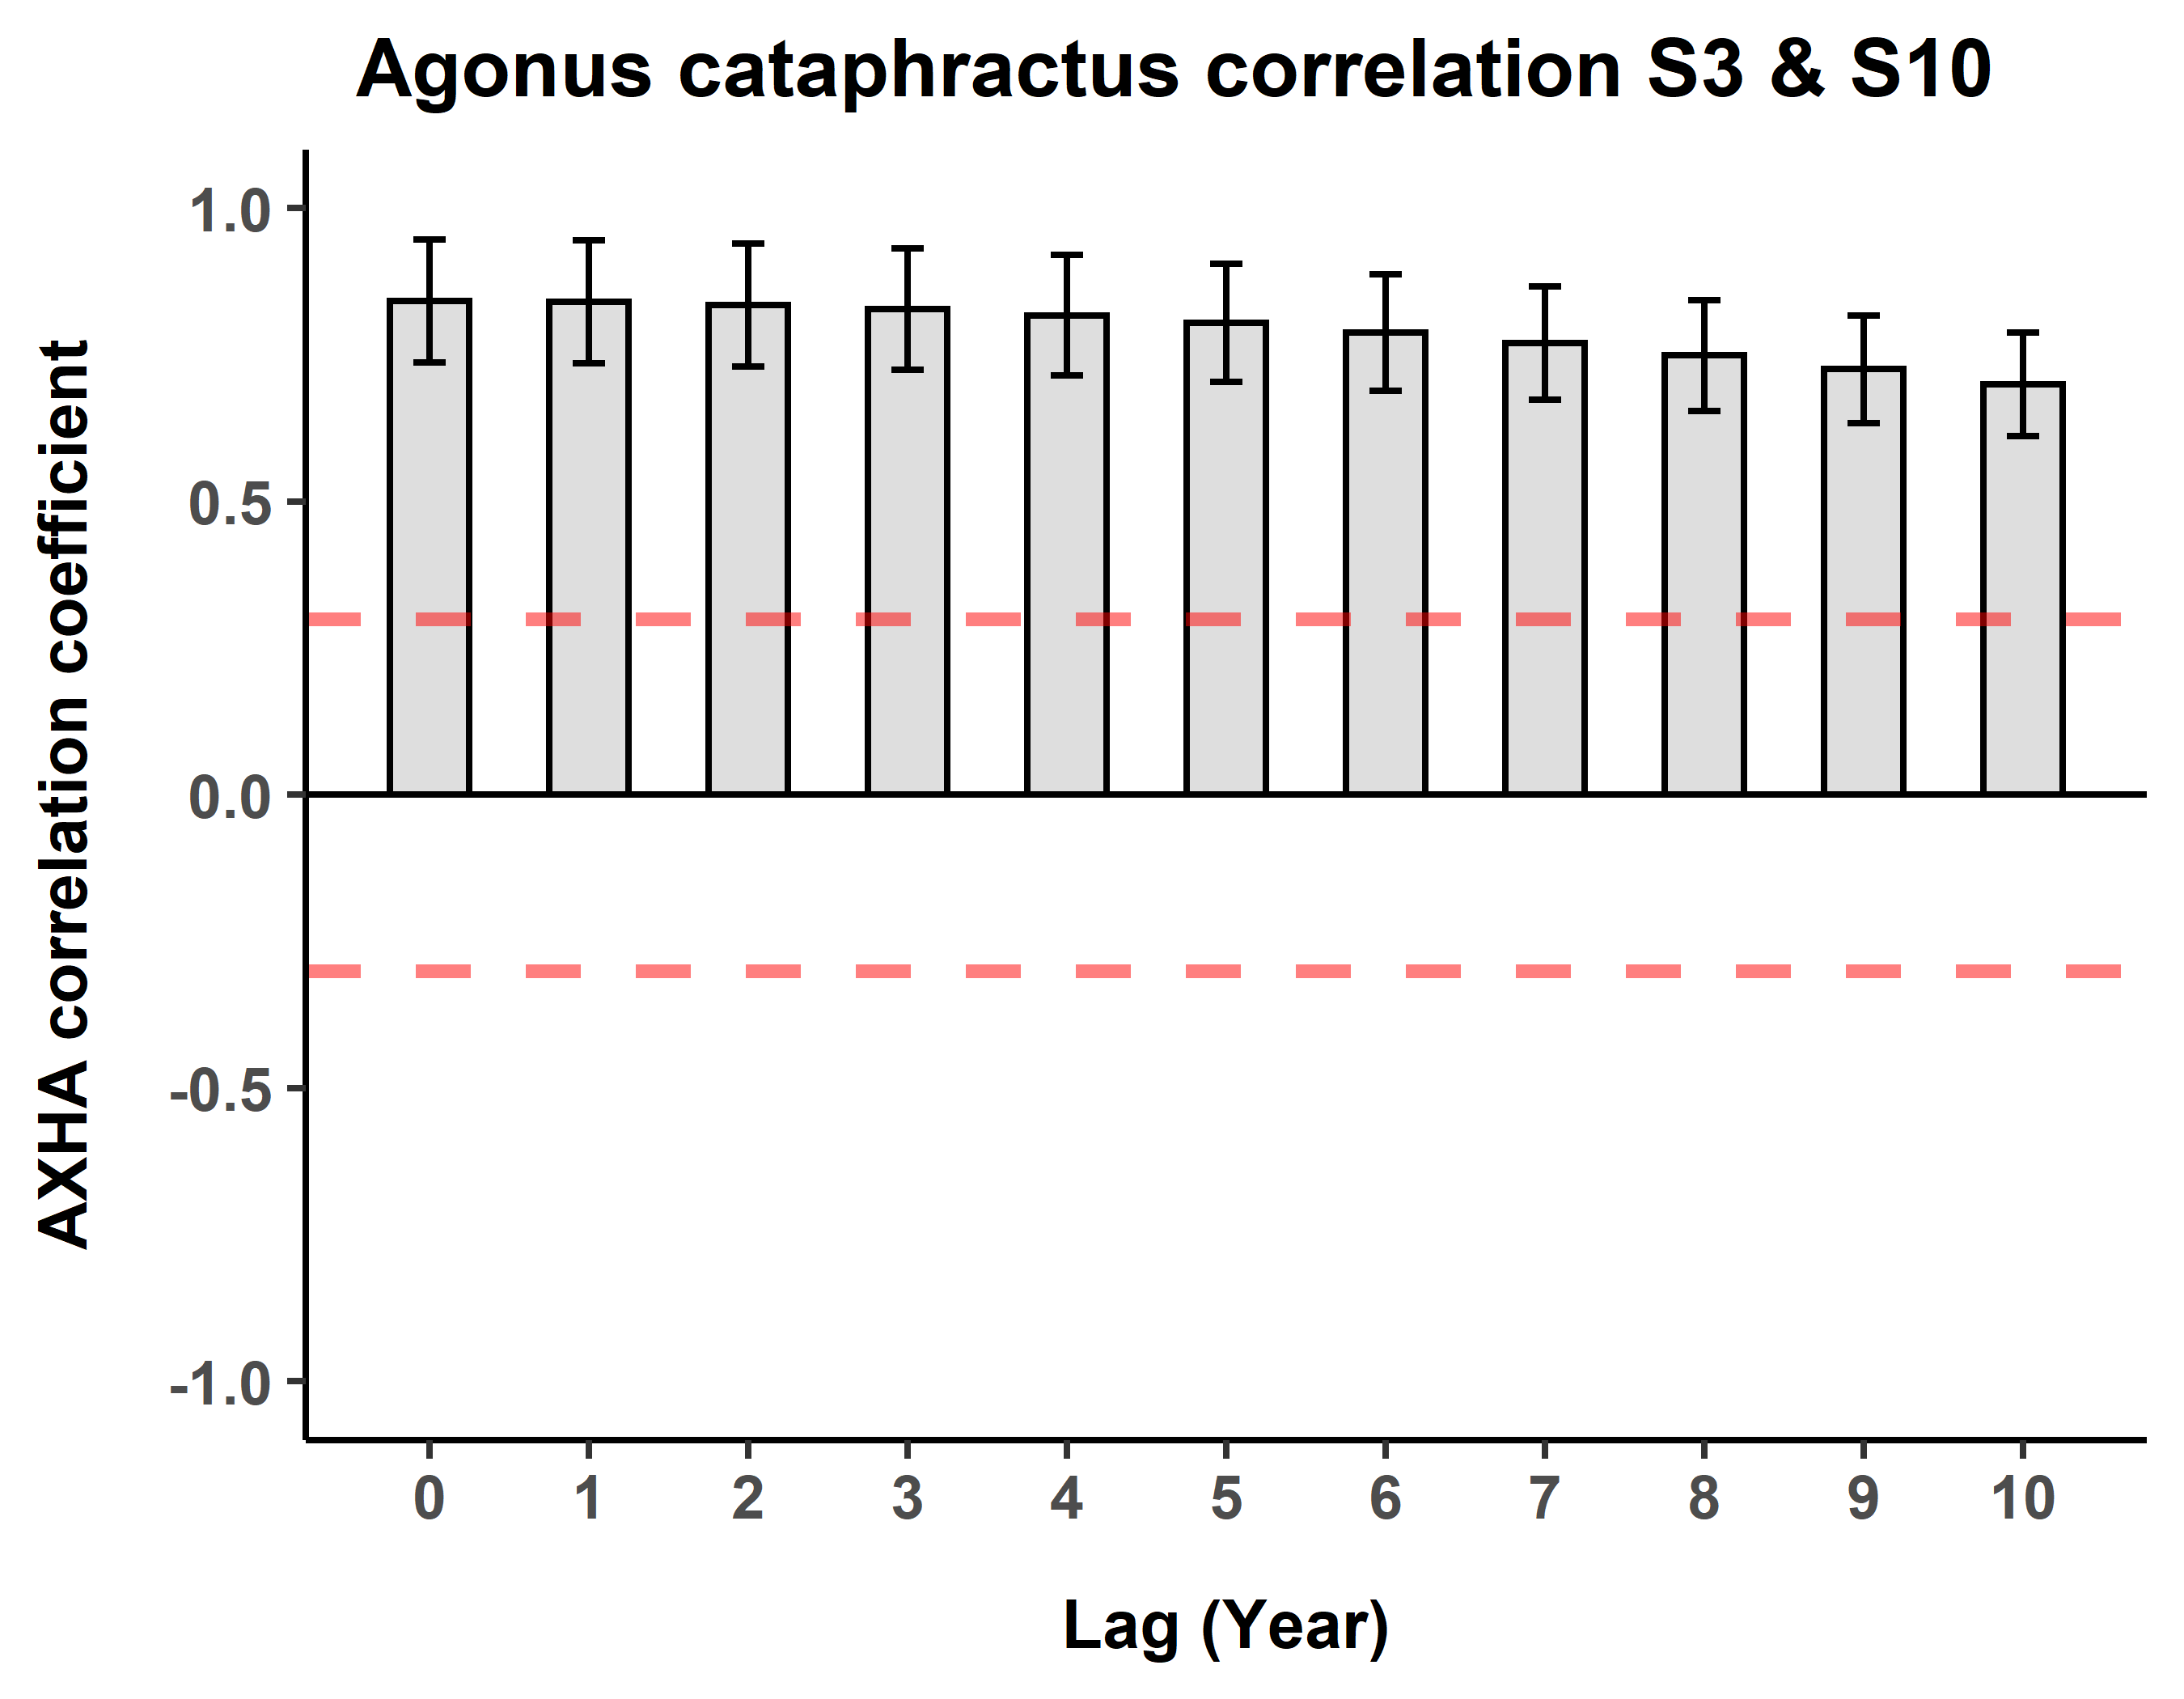 Agonus cataphractus correlation S3 & S10
AXHA correlation coefficient
1.0
0.5
0.0
-0.5
-1.0
0 1 2 3 4 5 6 7 8 9 10
Lag (Year)